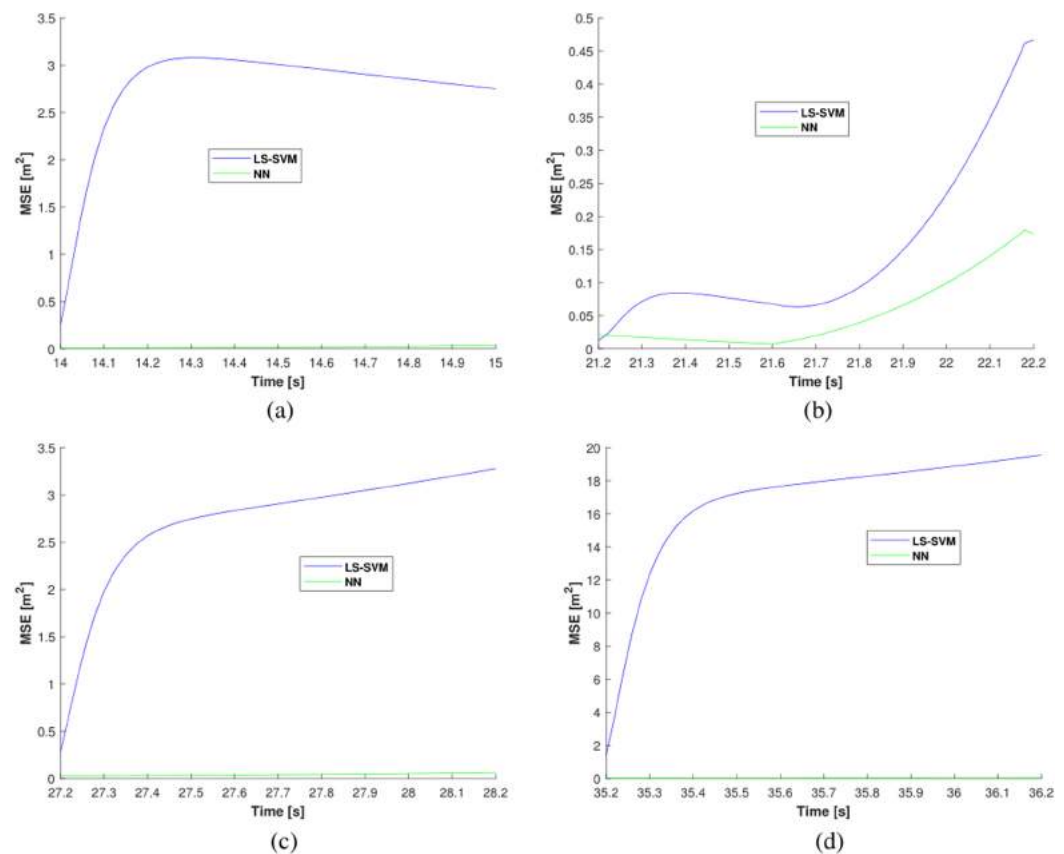 3.5
3
2.5
2
1.5
1
0.5
0
MSE [m²]
LS-SVM
NN
14 14.1 14.2 14.3 14.4 14.5 14.6 14.7 14.8 14.9 15
Time [s]
(a)
0.5
0.45
0.4
0.35
0.3
0.25
0.2
0.15
0.1
0.05
0
MSE [m²]
LS-SVM
NN
21.2 21.3 21.4 21.5 21.6 21.7 21.8 21.9 22 22.1 22.2
Time [s]
(b)
3.5
3
2.5
2
1.5
1
0.5
0
MSE [m²]
LS-SVM
NN
27.2 27.3 27.4 27.5 27.6 27.7 27.8 27.9 28 28.1 28.2
Time [s]
(c)
20
18
16
14
12
10
8
6
4
2
0
MSE [m²]
LS-SVM
NN
35.2 35.3 35.4 35.5 35.6 35.7 35.8 35.9 36 36.1 36.2
Time [s]
(d)